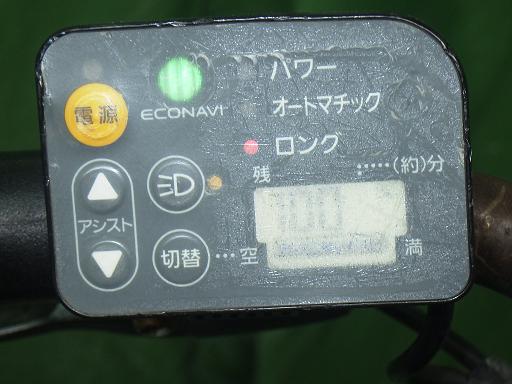 パワー
電源
ECONAVI
オートマチック
ロング
残
……(約)分
アシスト
切替
…空
満